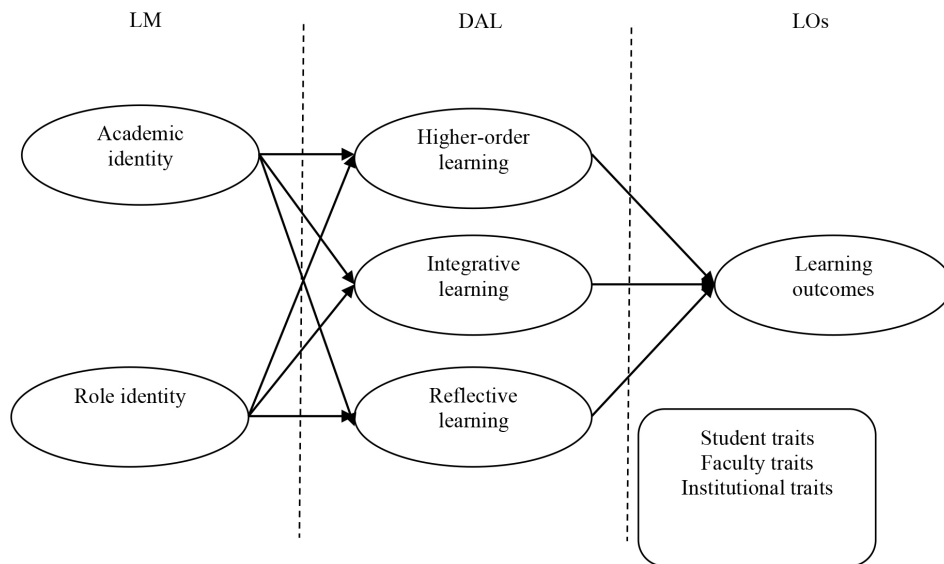 LM
DAL
LOs
Academic
identity
Higher-order
learning
Integrative
learning
Learning
outcomes
Role identity
Reflective
learning
Student traits
Faculty traits
Institutional traits